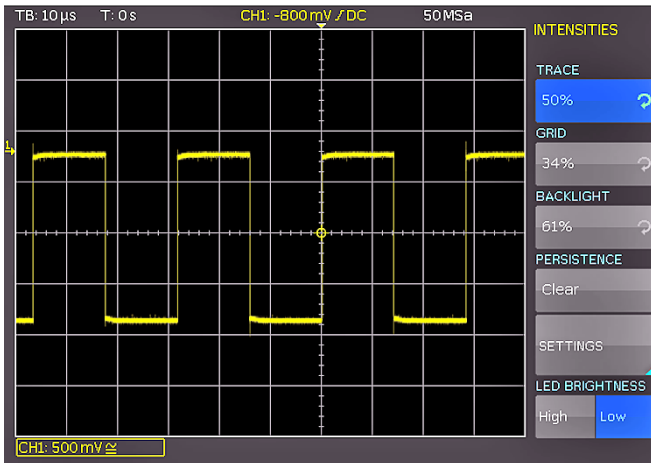 TB: 10 µs T: 0 s CH1: -800 mV / DC 50 MSa
INTENSITIES
TRACE
50%
GRID
34%
BACKLIGHT
61%
PERSISTENCE
Clear
SETTINGS
LED BRIGHTNESS
High Low
1
CH1: 500 mV ≅